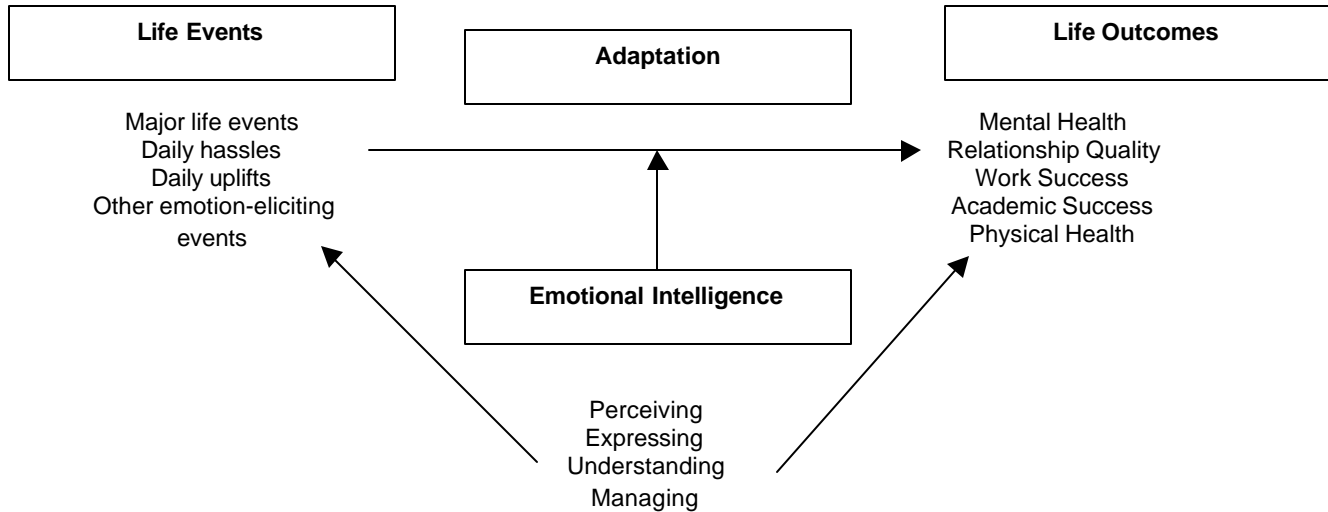 Life Events
Adaptation
Life Outcomes
Major life events
Daily hassles
Daily uplifts
Other emotion-eliciting
events
Mental Health
Relationship Quality
Work Success
Academic Success
Physical Health
Emotional Intelligence
Perceiving
Expressing
Understanding
Managing